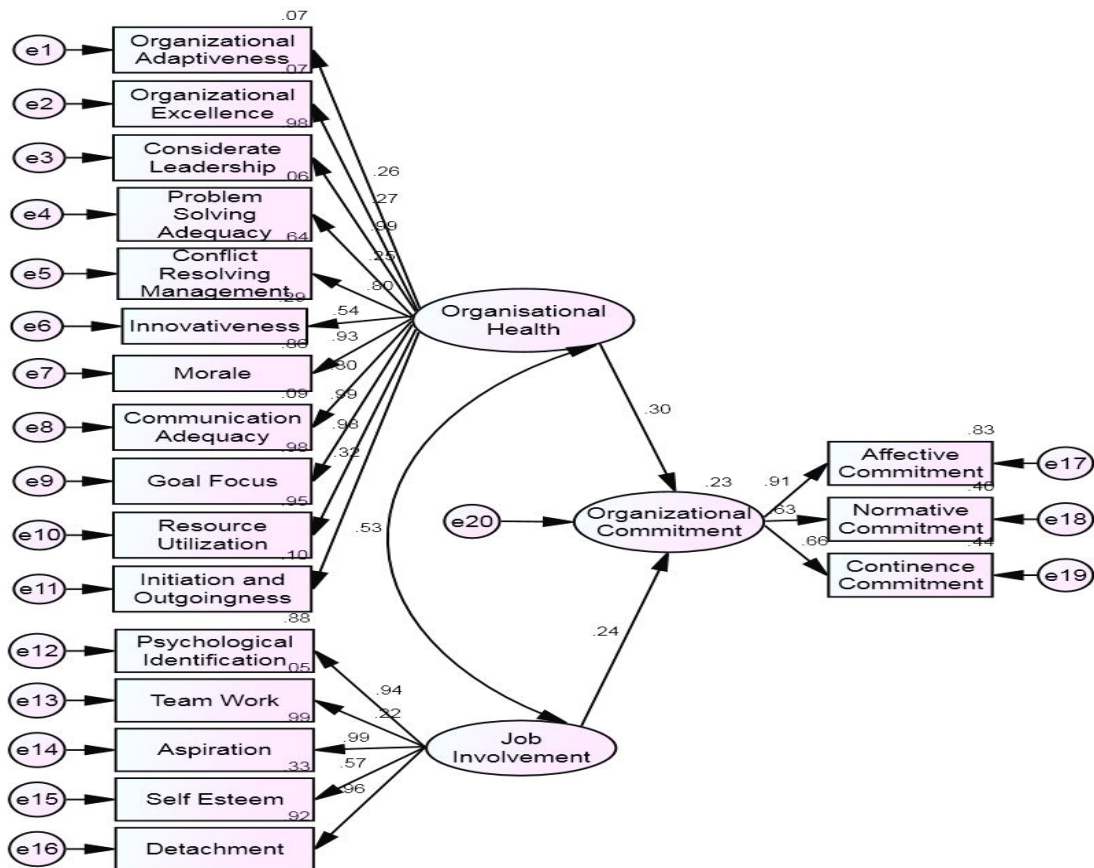 .07
e1
Organizational
Adaptiveness
.07
e2
Organizational
Excellence
.98
e3
Considerate
Leadership
.06
e4
Problem
Solving
Adequacy
.64
e5
Conflict
Resolving
Management
.29
e6
Innovativeness
.86
e7
Morale
e8
Communication
Adequacy
.09
.98
e9
Goal Focus
.95
e10
Resource
Utilization
.10
e11
Initiation and
Outgoingness
.88
e12
Psychological
Identification
.05
e13
Team Work
.99
e14
Aspiration
.33
e15
Self Esteem
.92
e16
Detachment
.26
.27
.99
.25
.80
.54
.93
.80
.99
.98
.32
Organisational
Health
.53
.94
.22
.99
.57
.96
Job
Involvement
.30
.24
e20
.23
Organizational
Commitment
.91
.63
.66
.83
Affective
Commitment
e17
.40
Normative
Commitment
e18
.44
Continence
Commitment
e19